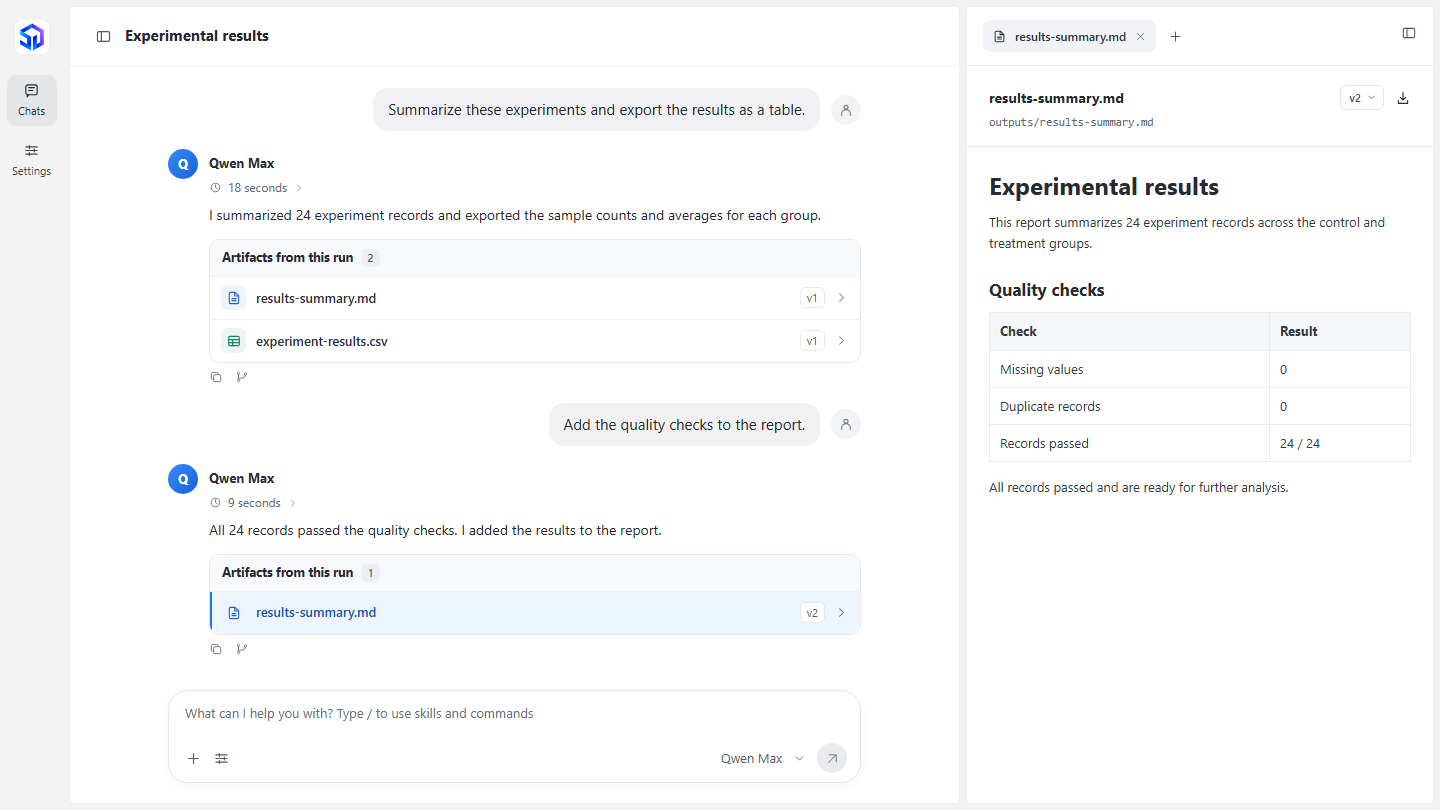 Chats
Settings
Experimental results
Summarize these experiments and export the results as a table.
Q
Qwen Max
18 seconds
I summarized 24 experiment records and exported the sample counts and averages for each group.
Artifacts from this run 2
results-summary.md v1
experiment-results.csv v1
Add the quality checks to the report.
Q
Qwen Max
9 seconds
All 24 records passed the quality checks. I added the results to the report.
Artifacts from this run 1
results-summary.md v2
What can I help you with? Type / to use skills and commands
Qwen Max
results-summary.md
results-summary.md v2
outputs/results-summary.md
Experimental results
This report summarizes 24 experiment records across the control and
treatment groups.
Quality checks
Check Result
Missing values 0
Duplicate records 0
Records passed 24 / 24
All records passed and are ready for further analysis.